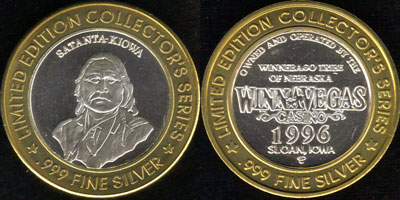 LIMITED EDITION COLLECTOR'S SERIES
SATANTA-KIOWA
.999 FINE SILVER
LIMITED EDITION COLLECTOR'S SERIES
OWNED AND OPERATED BY THE
WINNEBAGO TRIBE
OF NEBRASKA
WINNAVEGAS
CASINO
1996
SLOAN, IOWA
.999 FINE SILVER